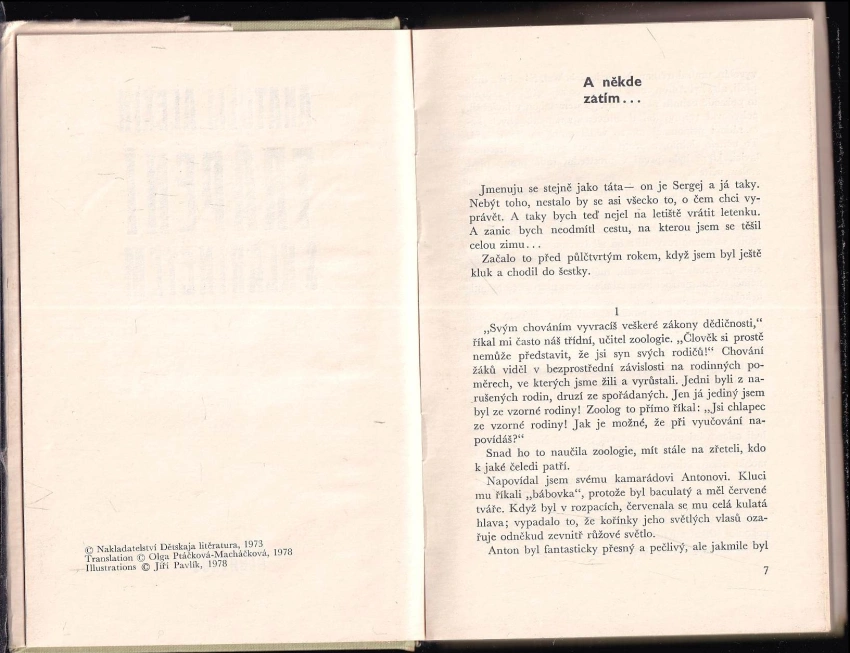 © Nakladatelství Dětskaja litěratura, 1973
Translation © Olga Ptáčková-Macháčková, 1978
Illustrations © Jiří Pavlík, 1978
A někde
zatím...
Jmenuju se stejně jako táta— on je Sergej a já taky.
Nebýt toho, nestalo by se asi všecko to, o čem chci vy-
právět. A taky bych teď nejel na letiště vrátit letenku.
A zanic bych neodmítl cestu, na kterou jsem se těšil
celou zimu...
Začalo to před půlčtvrtým rokem, když jsem byl ještě
kluk a chodil do šestky.
1
„Svým chováním vyvracíš veškeré zákony dědičnosti,“
říkal mi často náš třídní, učitel zoologie. „Člověk si prostě
nemůže představit, že jsi syn svých rodičů!“ Chování
žáků viděl v bezprostřední závislosti na rodinných po-
měrech, ve kterých jsme žili a vyrůstali. Jedni byli z na-
rušených rodin, druzí ze spořádaných. Jen já jediný jsem
byl ze vzorné rodiny! Zoolog to přímo říkal: „Jsi chlapec
ze vzorné rodiny! Jak je možné, že při vyučování na-
povídáš?“
Snad ho to naučila zoologie, mít stále na zřeteli, kdo
k jaké čeledi patří.
Napovídal jsem svému kamarádovi Antonovi. Kluci
mu říkali „bábovka“, protože byl baculatý a měl červené
tváře. Když byl v rozpacích, červenala se mu celá kulatá
hlava; vypadalo to, že kořínky jeho světlých vlasů oza-
řuje odněkud zevnitř růžové světlo.
Anton byl fantasticky přesný a pečlivý, ale jakmile byl
7